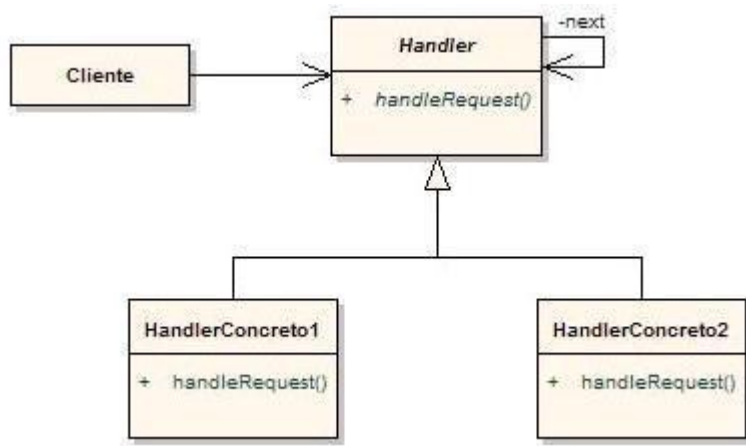 -next
Handler
Cliente
+ handleRequest()
HandlerConcreto1
HandlerConcreto2
+ handleRequest()
+ handleRequest()